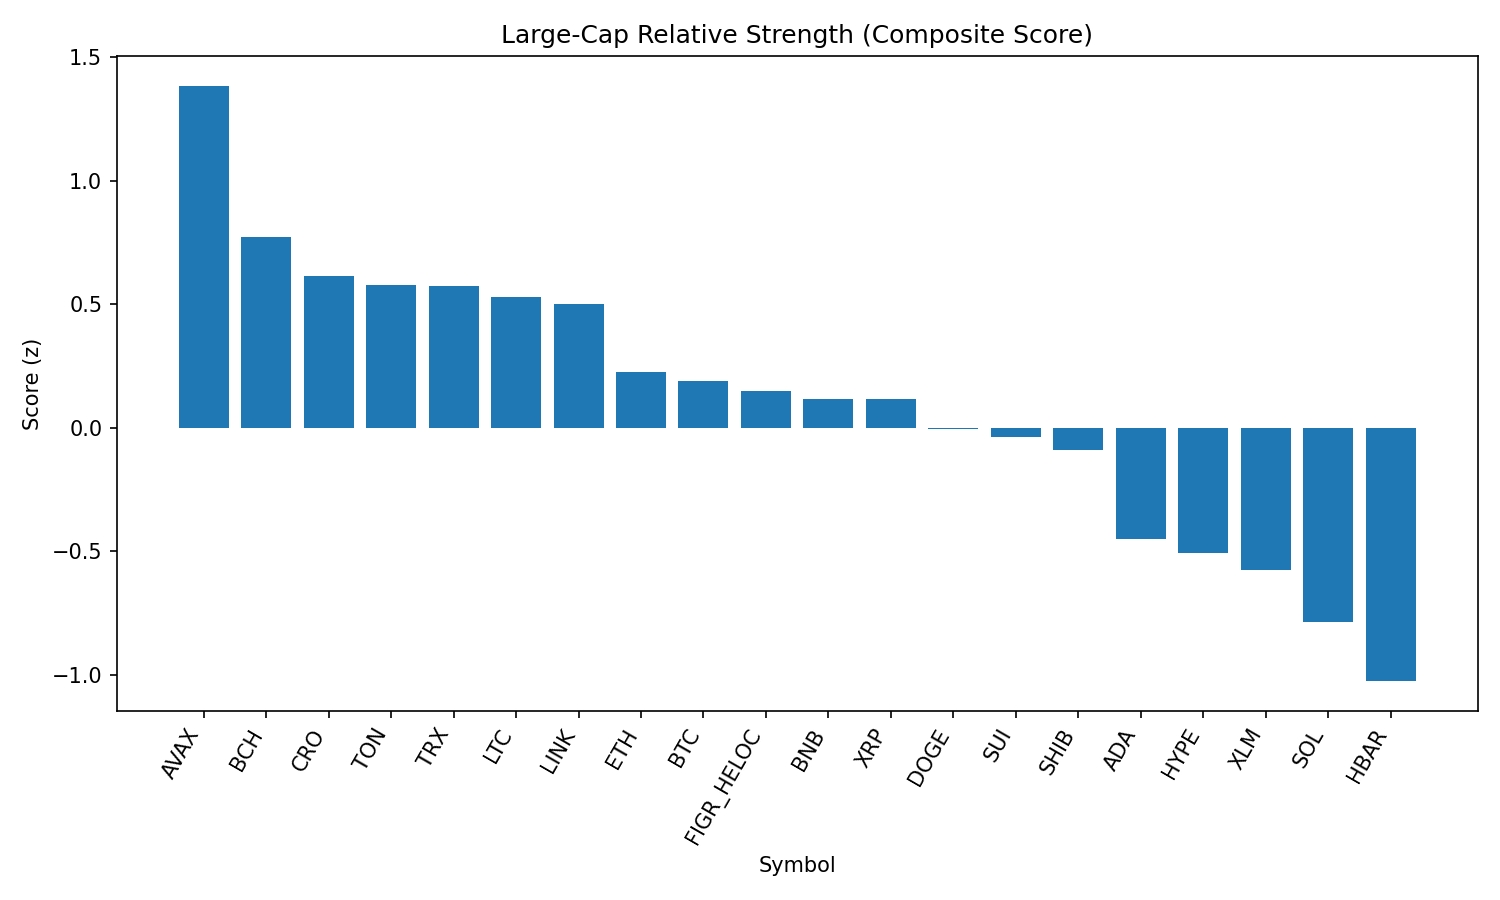 Large-Cap Relative Strength (Composite Score)
Score (z)
1.5
1.0
0.5
0.0
−0.5
−1.0
AVAX
BCH
CRO
TON
TRX
LTC
LINK
ETH
BTC
FIGR_HELOC
BNB
XRP
DOGE
SUI
SHIB
ADA
HYPE
XLM
SOL
HBAR
Symbol